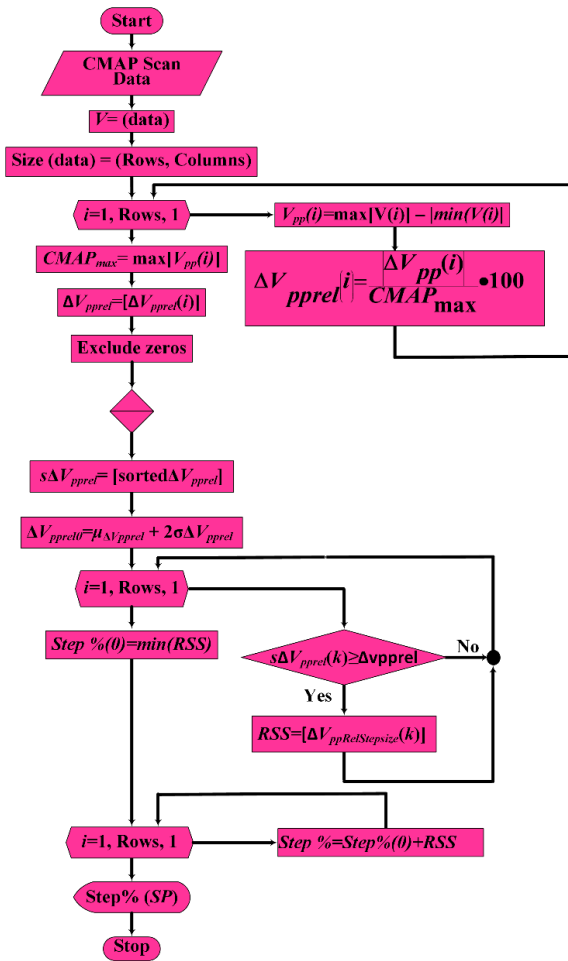 Start
CMAP Scan
Data
V= (data)
Size (data) = (Rows, Columns)
i=1, Rows, 1
Vpp(i)=max[V(i)] – |min(V(i)|
CMAPmax= max[Vpp(i)]
ΔVpprel(i)=|ΔVpp(i)|/CMAPmax •100
ΔVpprel=[ΔVpprel(i)]
Exclude zeros
sΔVpprel= [sortedΔVpprel]
ΔVpprel0=μΔVpprel + 2σΔVpprel
i=1, Rows, 1
Step %(0)=min(RSS)
sΔVpprel(k)≥Δvpprel
No
Yes
RSS=[ΔVppRelStepsize(k)]
i=1, Rows, 1
Step %=Step%(0)+RSS
Step% (SP)
Stop